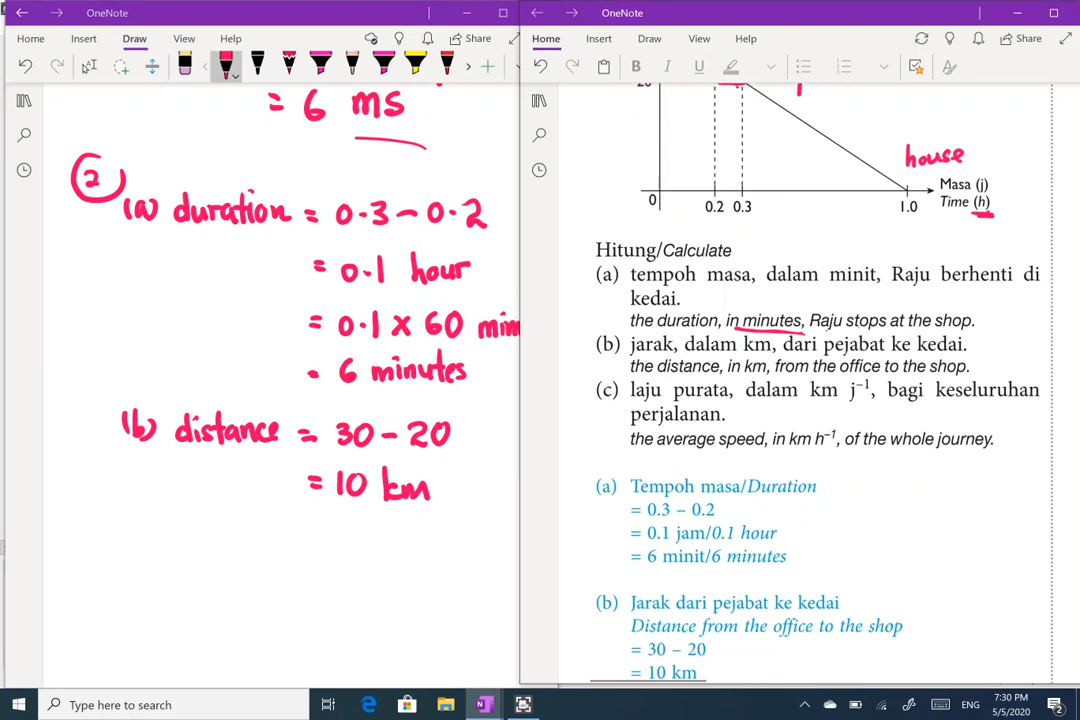 OneNote
Home Insert Draw View Help Share
= 6 ms
2
(a) duration = 0.3 - 0.2
= 0.1 hour
= 0.1 x 60 min
= 6 minutes
(b) distance = 30 - 20
= 10 km
OneNote
Home Insert Draw View Help Share
20
house
Masa (j)
Time (h)
0 0.2 0.3 1.0
Hitung/Calculate
(a) tempoh masa, dalam minit, Raju berhenti di
kedai.
the duration, in minutes, Raju stops at the shop.
(b) jarak, dalam km, dari pejabat ke kedai.
the distance, in km, from the office to the shop.
(c) laju purata, dalam km j⁻¹, bagi keseluruhan
perjalanan.
the average speed, in km h⁻¹, of the whole journey.
(a) Tempoh masa/Duration
= 0.3 – 0.2
= 0.1 jam/0.1 hour
= 6 minit/6 minutes
(b) Jarak dari pejabat ke kedai
Distance from the office to the shop
= 30 – 20
= 10 km
Type here to search
ENG
7:30 PM
5/5/2020
2